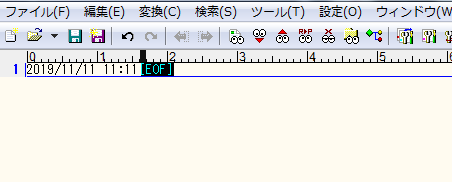 ファイル(F) 編集(E) 変換(C) 検索(S) ツール(T) 設定(O) ウィンドウ(W
0 1 2 3 4 5 6
1 2019/11/11 11:11[EOF]